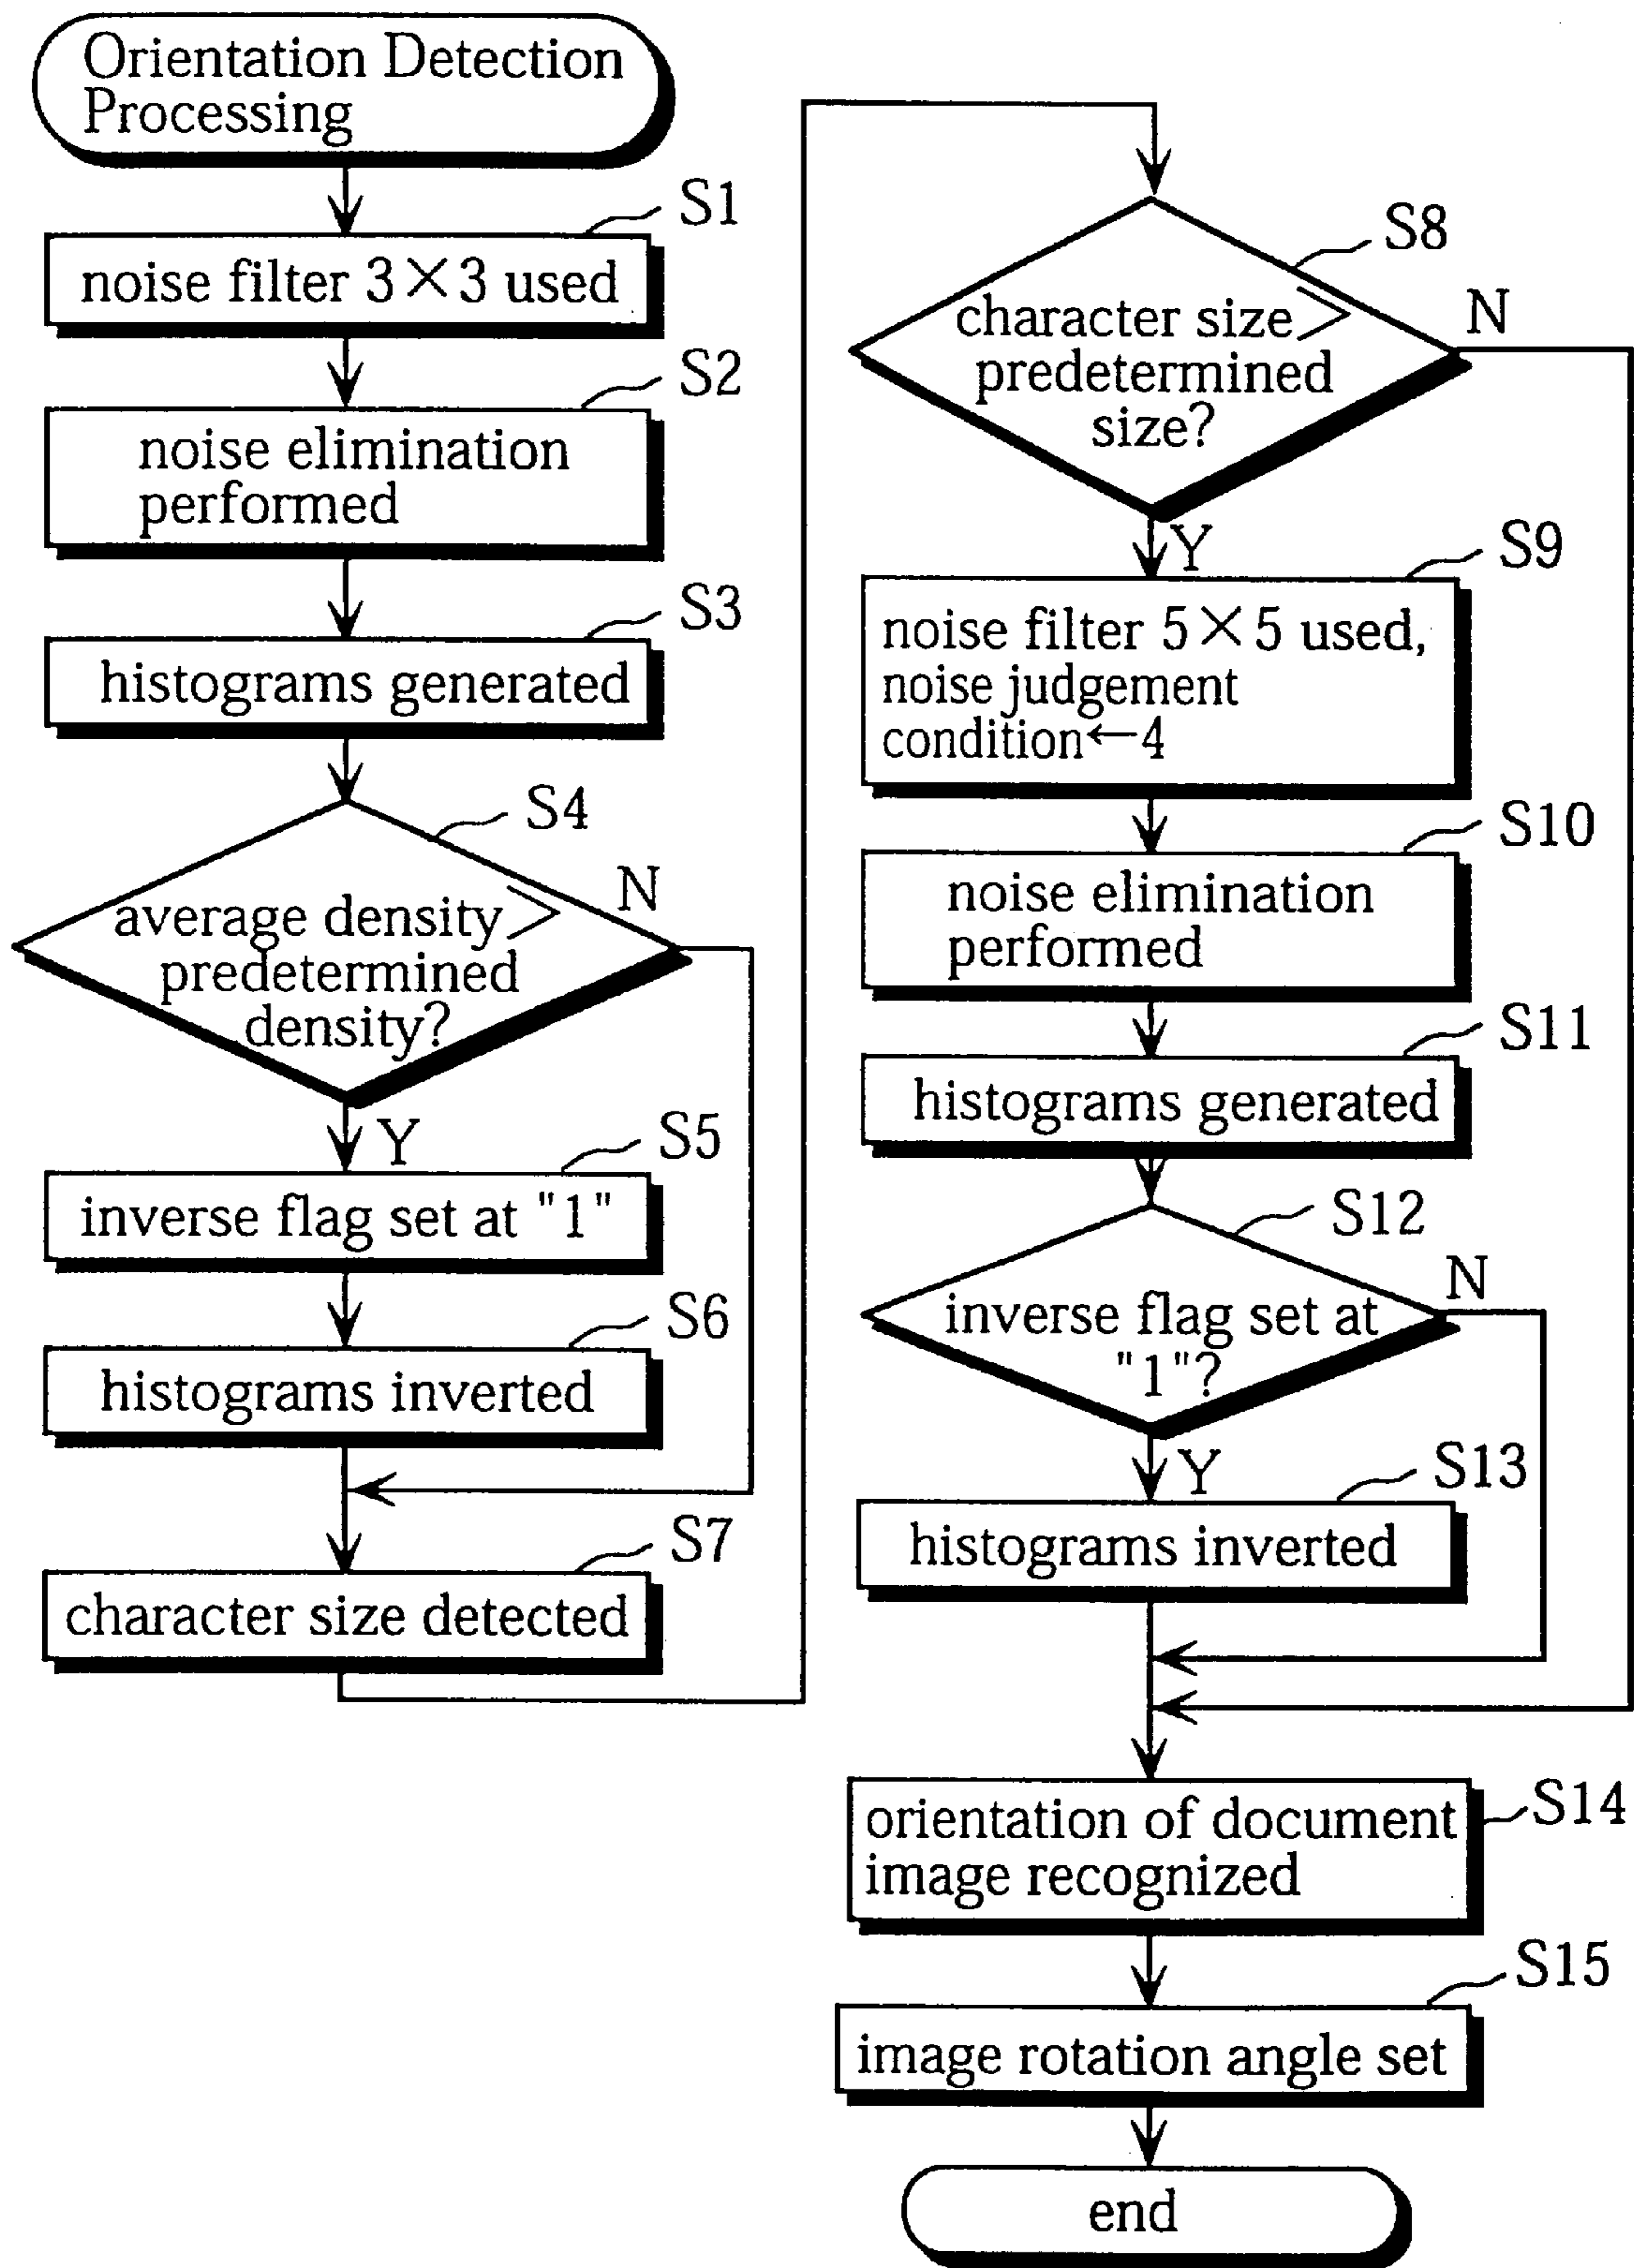 Orientation Detection
Processing
S1
noise filter 3×3 used
S2
noise elimination
performed
S3
histograms generated
S4
average density>
predetermined
density?
N
Y
S5
inverse flag set at "1"
S6
histograms inverted
S7
character size detected
S8
character size>
predetermined
size?
N
Y
S9
noise filter 5×5 used,
noise judgement
condition←4
S10
noise elimination
performed
S11
histograms generated
S12
inverse flag set at
"1"?
N
Y
S13
histograms inverted
S14
orientation of document
image recognized
S15
image rotation angle set
end